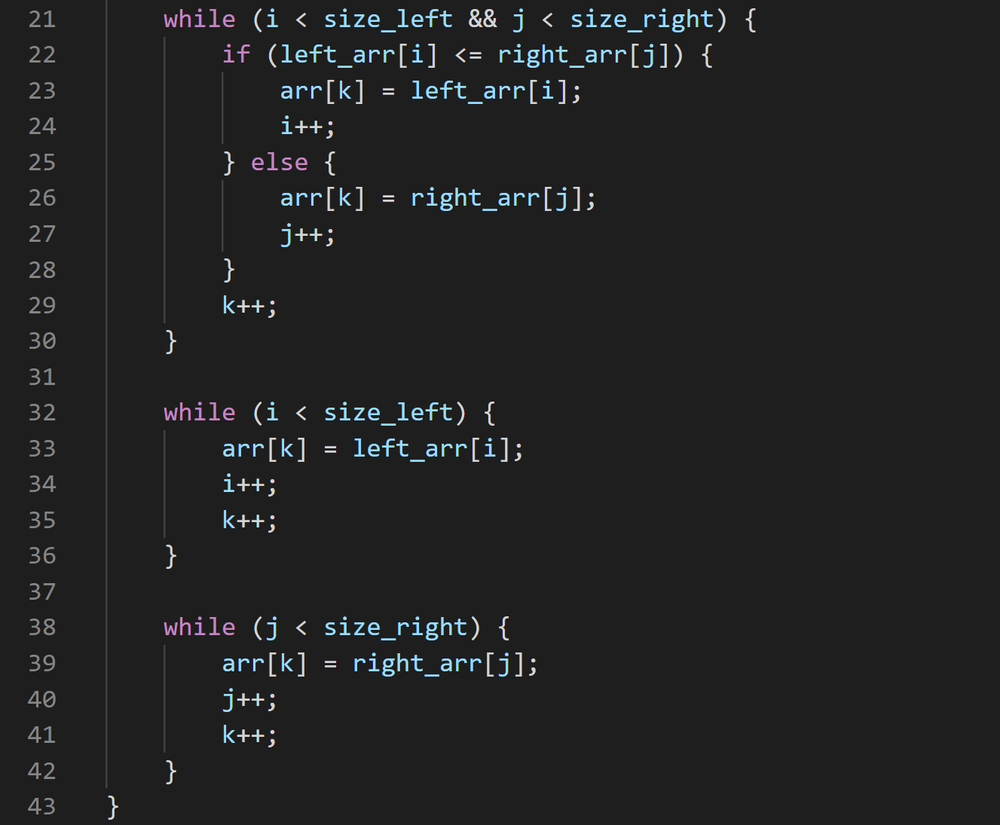 21 while (i < size_left && j < size_right) {
22 if (left_arr[i] <= right_arr[j]) {
23 arr[k] = left_arr[i];
24 i++;
25 } else {
26 arr[k] = right_arr[j];
27 j++;
28 }
29 k++;
30 }
31
32 while (i < size_left) {
33 arr[k] = left_arr[i];
34 i++;
35 k++;
36 }
37
38 while (j < size_right) {
39 arr[k] = right_arr[j];
40 j++;
41 k++;
42 }
43 }